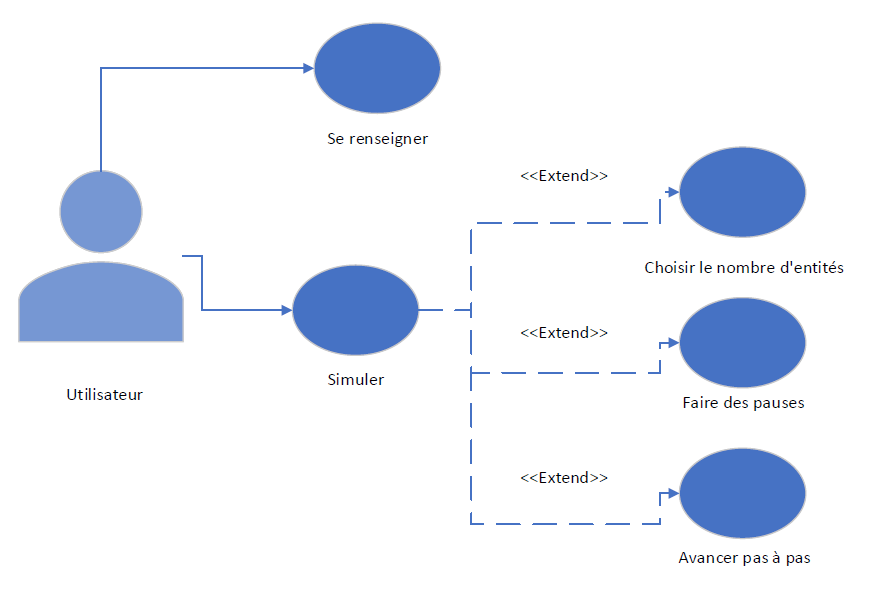 Se renseigner
<<Extend>>
Choisir le nombre d'entités
<<Extend>>
Simuler
Utilisateur
Faire des pauses
<<Extend>>
Avancer pas à pas